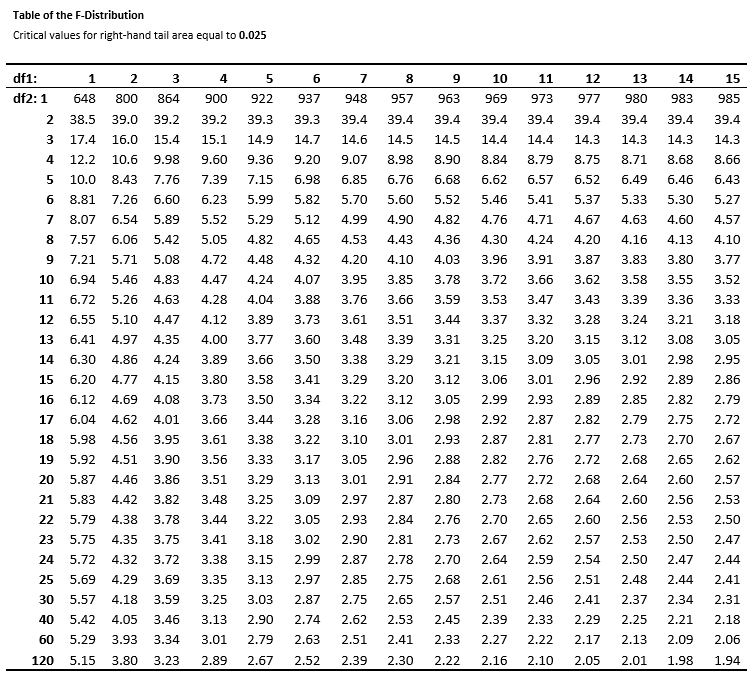 Table of the F-Distribution
Critical values for right-hand tail area equal to 0.025
df1: 1 2 3 4 5 6 7 8 9 10 11 12 13 14 15
df2: 1 648 800 864 900 922 937 948 957 963 969 973 977 980 983 985
2 38.5 39.0 39.2 39.2 39.3 39.3 39.4 39.4 39.4 39.4 39.4 39.4 39.4 39.4 39.4
3 17.4 16.0 15.4 15.1 14.9 14.7 14.6 14.5 14.5 14.4 14.4 14.3 14.3 14.3 14.3
4 12.2 10.6 9.98 9.60 9.36 9.20 9.07 8.98 8.90 8.84 8.79 8.75 8.71 8.68 8.66
5 10.0 8.43 7.76 7.39 7.15 6.98 6.85 6.76 6.68 6.62 6.57 6.52 6.49 6.46 6.43
6 8.81 7.26 6.60 6.23 5.99 5.82 5.70 5.60 5.52 5.46 5.41 5.37 5.33 5.30 5.27
7 8.07 6.54 5.89 5.52 5.29 5.12 4.99 4.90 4.82 4.76 4.71 4.67 4.63 4.60 4.57
8 7.57 6.06 5.42 5.05 4.82 4.65 4.53 4.43 4.36 4.30 4.24 4.20 4.16 4.13 4.10
9 7.21 5.71 5.08 4.72 4.48 4.32 4.20 4.10 4.03 3.96 3.91 3.87 3.83 3.80 3.77
10 6.94 5.46 4.83 4.47 4.24 4.07 3.95 3.85 3.78 3.72 3.66 3.62 3.58 3.55 3.52
11 6.72 5.26 4.63 4.28 4.04 3.88 3.76 3.66 3.59 3.53 3.47 3.43 3.39 3.36 3.33
12 6.55 5.10 4.47 4.12 3.89 3.73 3.61 3.51 3.44 3.37 3.32 3.28 3.24 3.21 3.18
13 6.41 4.97 4.35 4.00 3.77 3.60 3.48 3.39 3.31 3.25 3.20 3.15 3.12 3.08 3.05
14 6.30 4.86 4.24 3.89 3.66 3.50 3.38 3.29 3.21 3.15 3.09 3.05 3.01 2.98 2.95
15 6.20 4.77 4.15 3.80 3.58 3.41 3.29 3.20 3.12 3.06 3.01 2.96 2.92 2.89 2.86
16 6.12 4.69 4.08 3.73 3.50 3.34 3.22 3.12 3.05 2.99 2.93 2.89 2.85 2.82 2.79
17 6.04 4.62 4.01 3.66 3.44 3.28 3.16 3.06 2.98 2.92 2.87 2.82 2.79 2.75 2.72
18 5.98 4.56 3.95 3.61 3.38 3.22 3.10 3.01 2.93 2.87 2.81 2.77 2.73 2.70 2.67
19 5.92 4.51 3.90 3.56 3.33 3.17 3.05 2.96 2.88 2.82 2.76 2.72 2.68 2.65 2.62
20 5.87 4.46 3.86 3.51 3.29 3.13 3.01 2.91 2.84 2.77 2.72 2.68 2.64 2.60 2.57
21 5.83 4.42 3.82 3.48 3.25 3.09 2.97 2.87 2.80 2.73 2.68 2.64 2.60 2.56 2.53
22 5.79 4.38 3.78 3.44 3.22 3.05 2.93 2.84 2.76 2.70 2.65 2.60 2.56 2.53 2.50
23 5.75 4.35 3.75 3.41 3.18 3.02 2.90 2.81 2.73 2.67 2.62 2.57 2.53 2.50 2.47
24 5.72 4.32 3.72 3.38 3.15 2.99 2.87 2.78 2.70 2.64 2.59 2.54 2.50 2.47 2.44
25 5.69 4.29 3.69 3.35 3.13 2.97 2.85 2.75 2.68 2.61 2.56 2.51 2.48 2.44 2.41
30 5.57 4.18 3.59 3.25 3.03 2.87 2.75 2.65 2.57 2.51 2.46 2.41 2.37 2.34 2.31
40 5.42 4.05 3.46 3.13 2.90 2.74 2.62 2.53 2.45 2.39 2.33 2.29 2.25 2.21 2.18
60 5.29 3.93 3.34 3.01 2.79 2.63 2.51 2.41 2.33 2.27 2.22 2.17 2.13 2.09 2.06
120 5.15 3.80 3.23 2.89 2.67 2.52 2.39 2.30 2.22 2.16 2.10 2.05 2.01 1.98 1.94